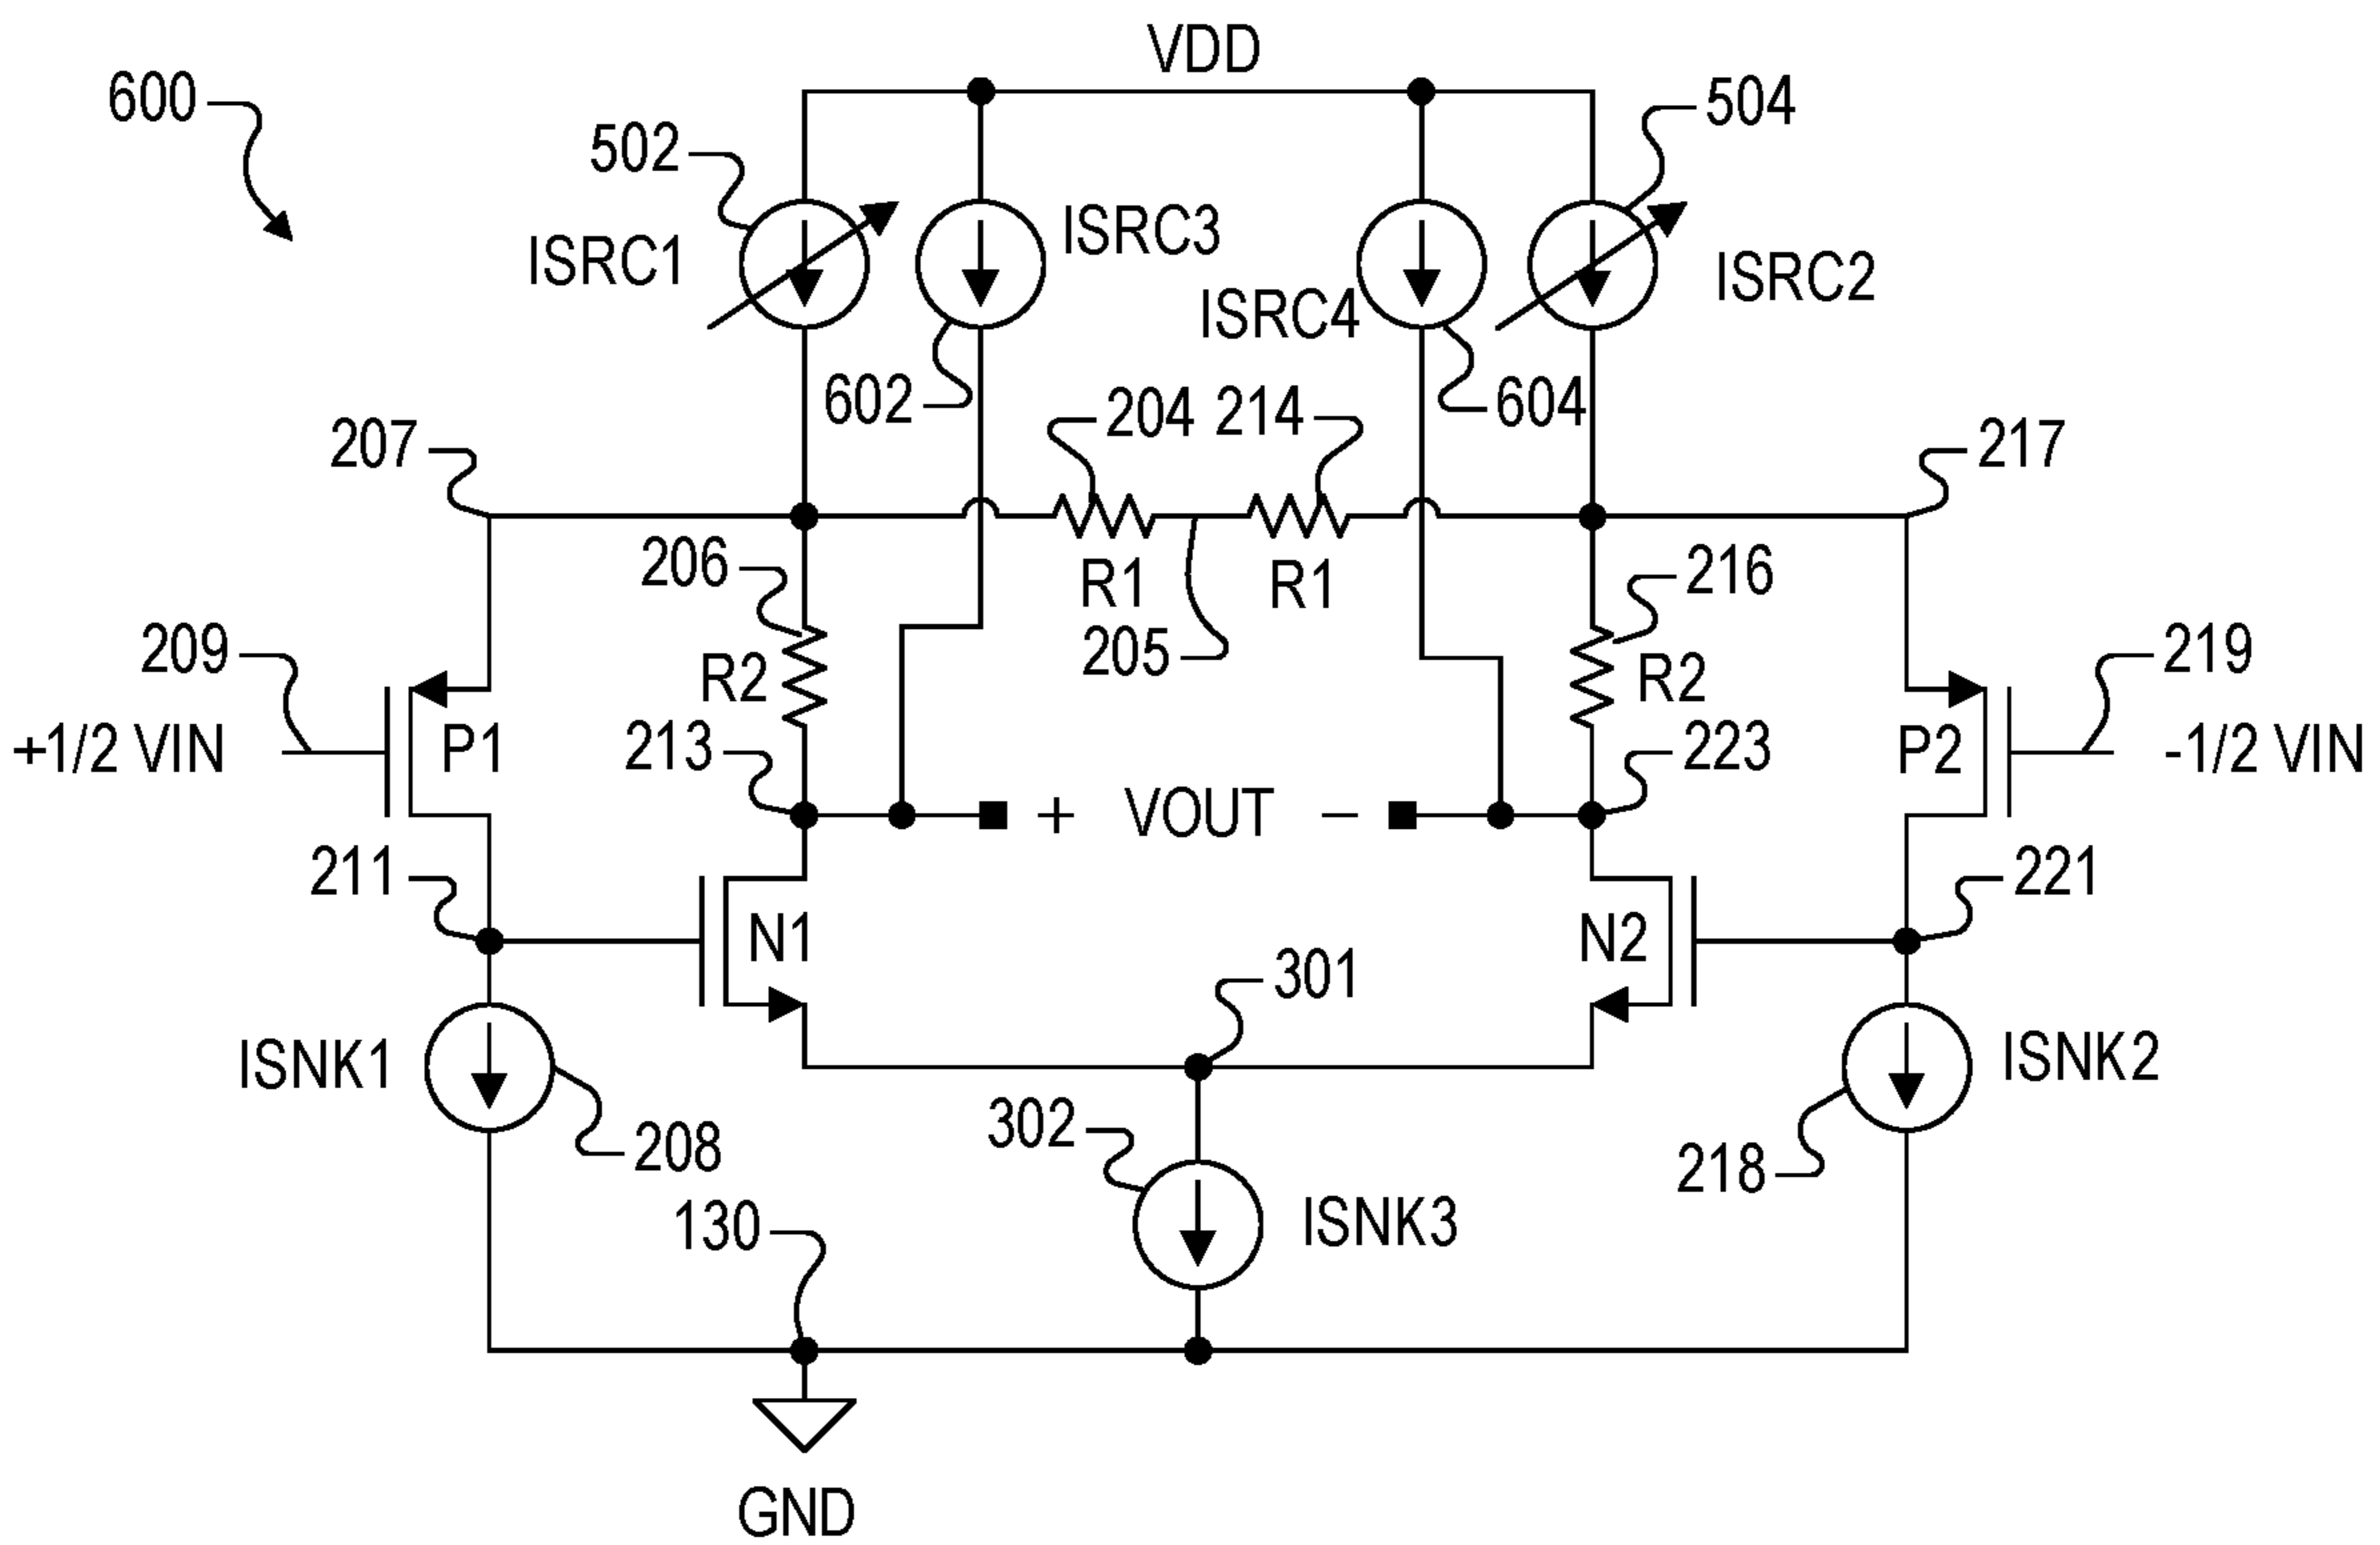 VDD
600
502
504
ISRC1
ISRC3
ISRC4
ISRC2
602
204
214
604
207
217
206
R1
R1
216
205
209
R2
R2
219
+1/2 VIN
P1
213
223
P2
-1/2 VIN
+ VOUT −
211
N1
N2
221
301
ISNK1
ISNK2
302
208
218
130
ISNK3
GND